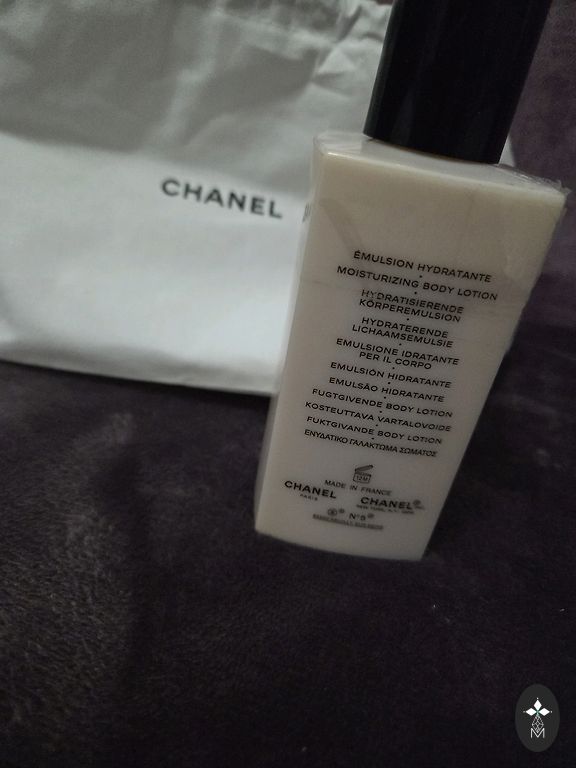 CHANEL
ÉMULSION HYDRATANTE
•
MOISTURIZING BODY LOTION
•
HYDRATISIERENDE
KÖRPEREMULSION
•
HYDRATERENDE
LICHAAMSEMULSIE
•
EMULSIONE IDRATANTE
PER IL CORPO
•
EMULSIÓN HIDRATANTE
•
EMULSÃO HIDRATANTE
•
FUGTGIVENDE BODY LOTION
•
KOSTEUTTAVA VARTALOVOIDE
•
FUKTGIVANDE BODY LOTION
•
ΕΝΥΔΑΤΙΚΟ ΓΑΛΑΚΤΩΜΑ ΣΩΜΑΤΟΣ
12M
MADE IN FRANCE
CHANEL CHANEL®
PARIS NEW YORK, N.Y.
N°5®
M